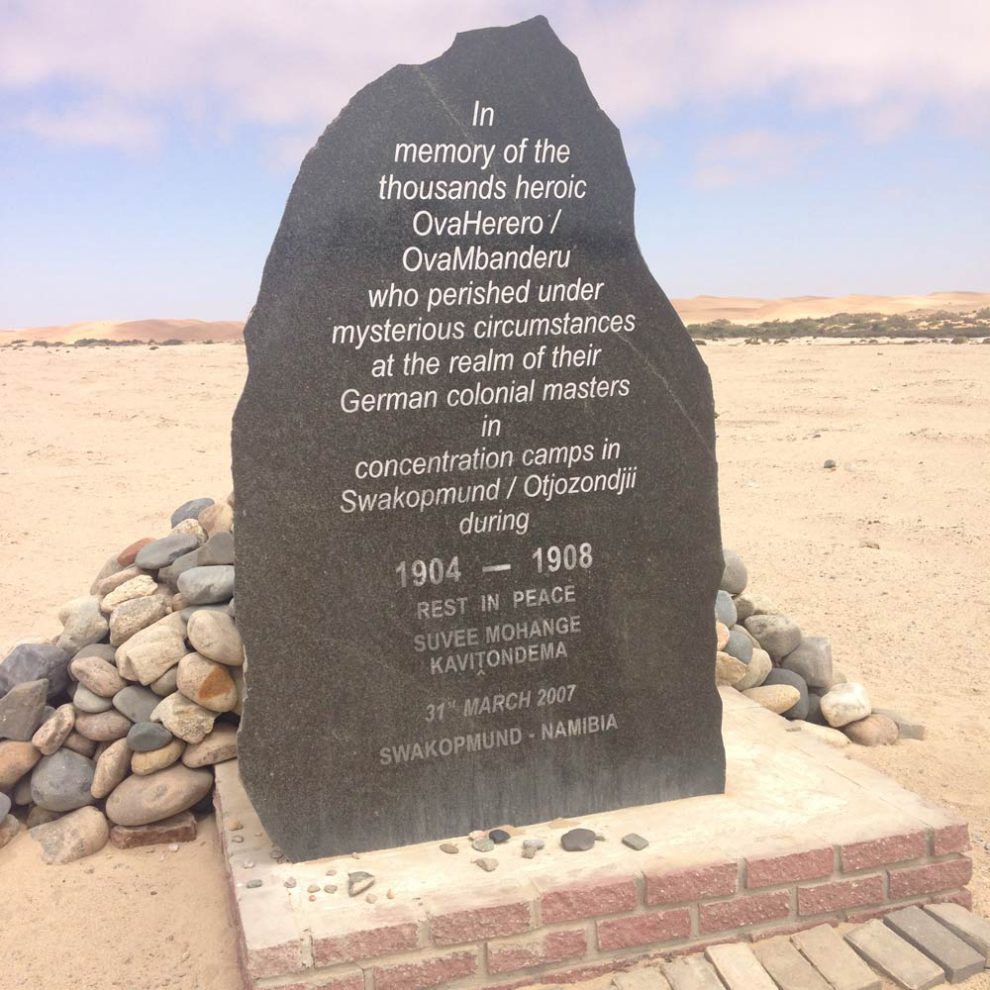 In
memory of the
thousands heroic
OvaHerero /
OvaMbanderu
who perished under
mysterious circumstances
at the realm of their
German colonial masters
in
concentration camps in
Swakopmund / Otjozondjii
during
1904 – 1908
REST IN PEACE
SUVEE MOHANGE
KAVIṰONDEMA
31ST MARCH 2007
SWAKOPMUND - NAMIBIA